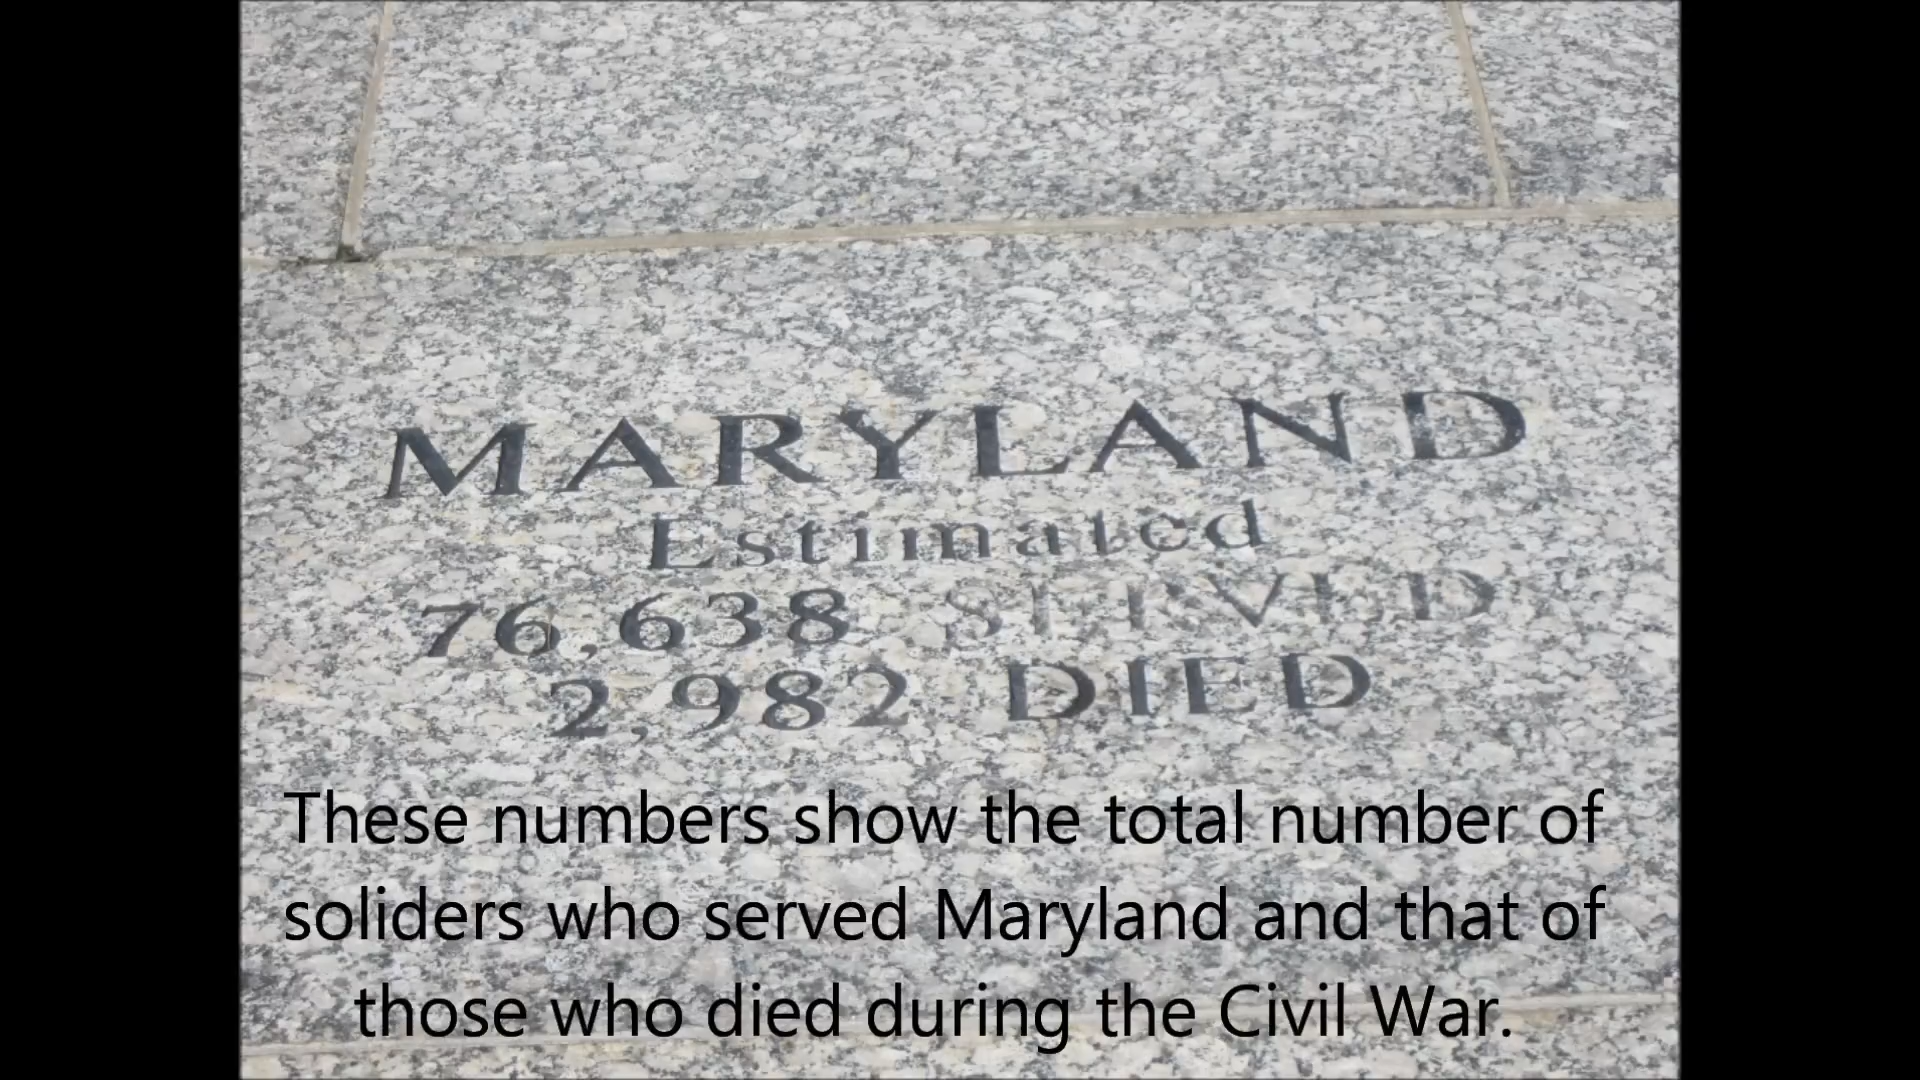 MARYLAND
Estimated
76,638 SERVED
2,982 DIED
These numbers show the total number of
soliders who served Maryland and that of
those who died during the Civil War.